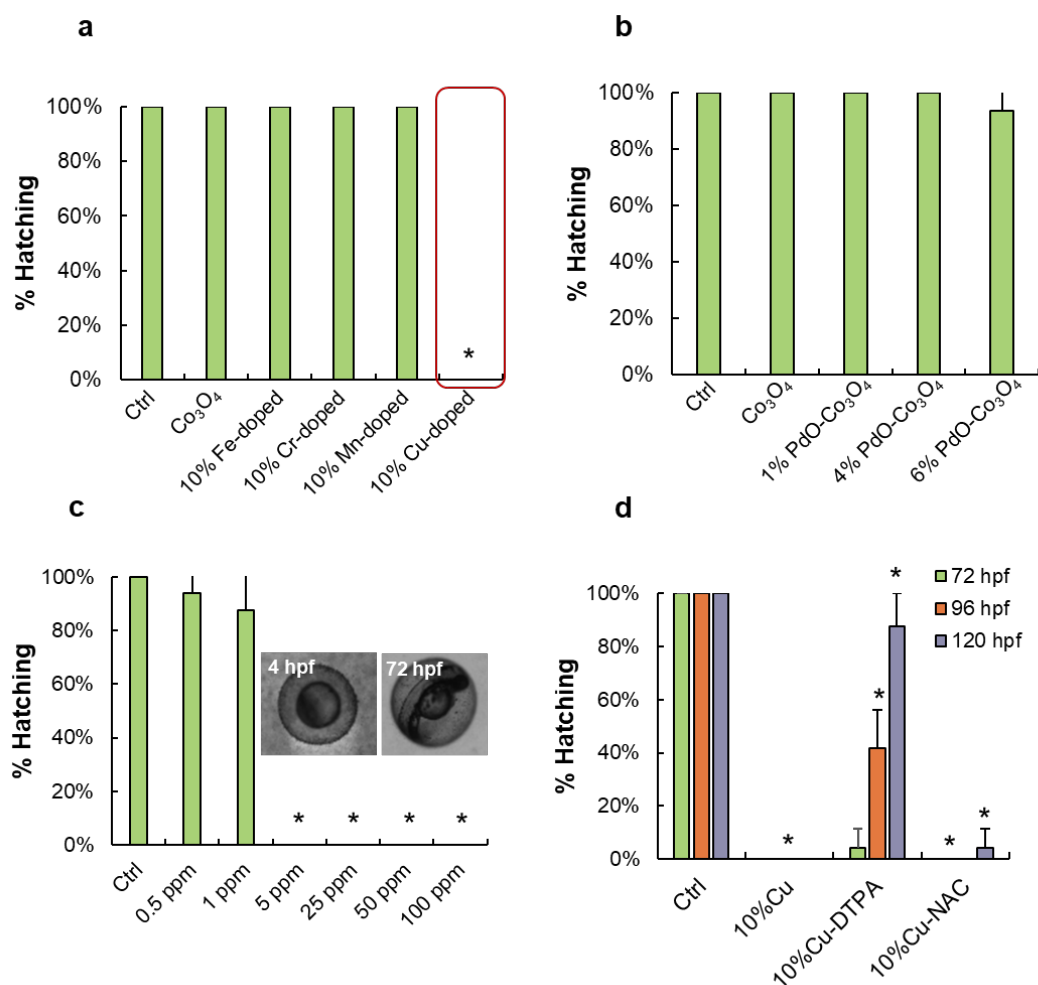 a
% Hatching
100%
80%
60%
40%
20%
0%
*
Ctrl
Co₃O₄
10% Fe-doped
10% Cr-doped
10% Mn-doped
10% Cu-doped
b
% Hatching
100%
80%
60%
40%
20%
0%
Ctrl
Co₃O₄
1% PdO-Co₃O₄
4% PdO-Co₃O₄
6% PdO-Co₃O₄
c
% Hatching
100%
80%
60%
40%
20%
0%
4 hpf
72 hpf
* * * *
Ctrl
0.5 ppm
1 ppm
5 ppm
25 ppm
50 ppm
100 ppm
d
% Hatching
100%
80%
60%
40%
20%
0%
72 hpf
96 hpf
120 hpf
* * * * *
Ctrl
10%Cu
10%Cu-DTPA
10%Cu-NAC